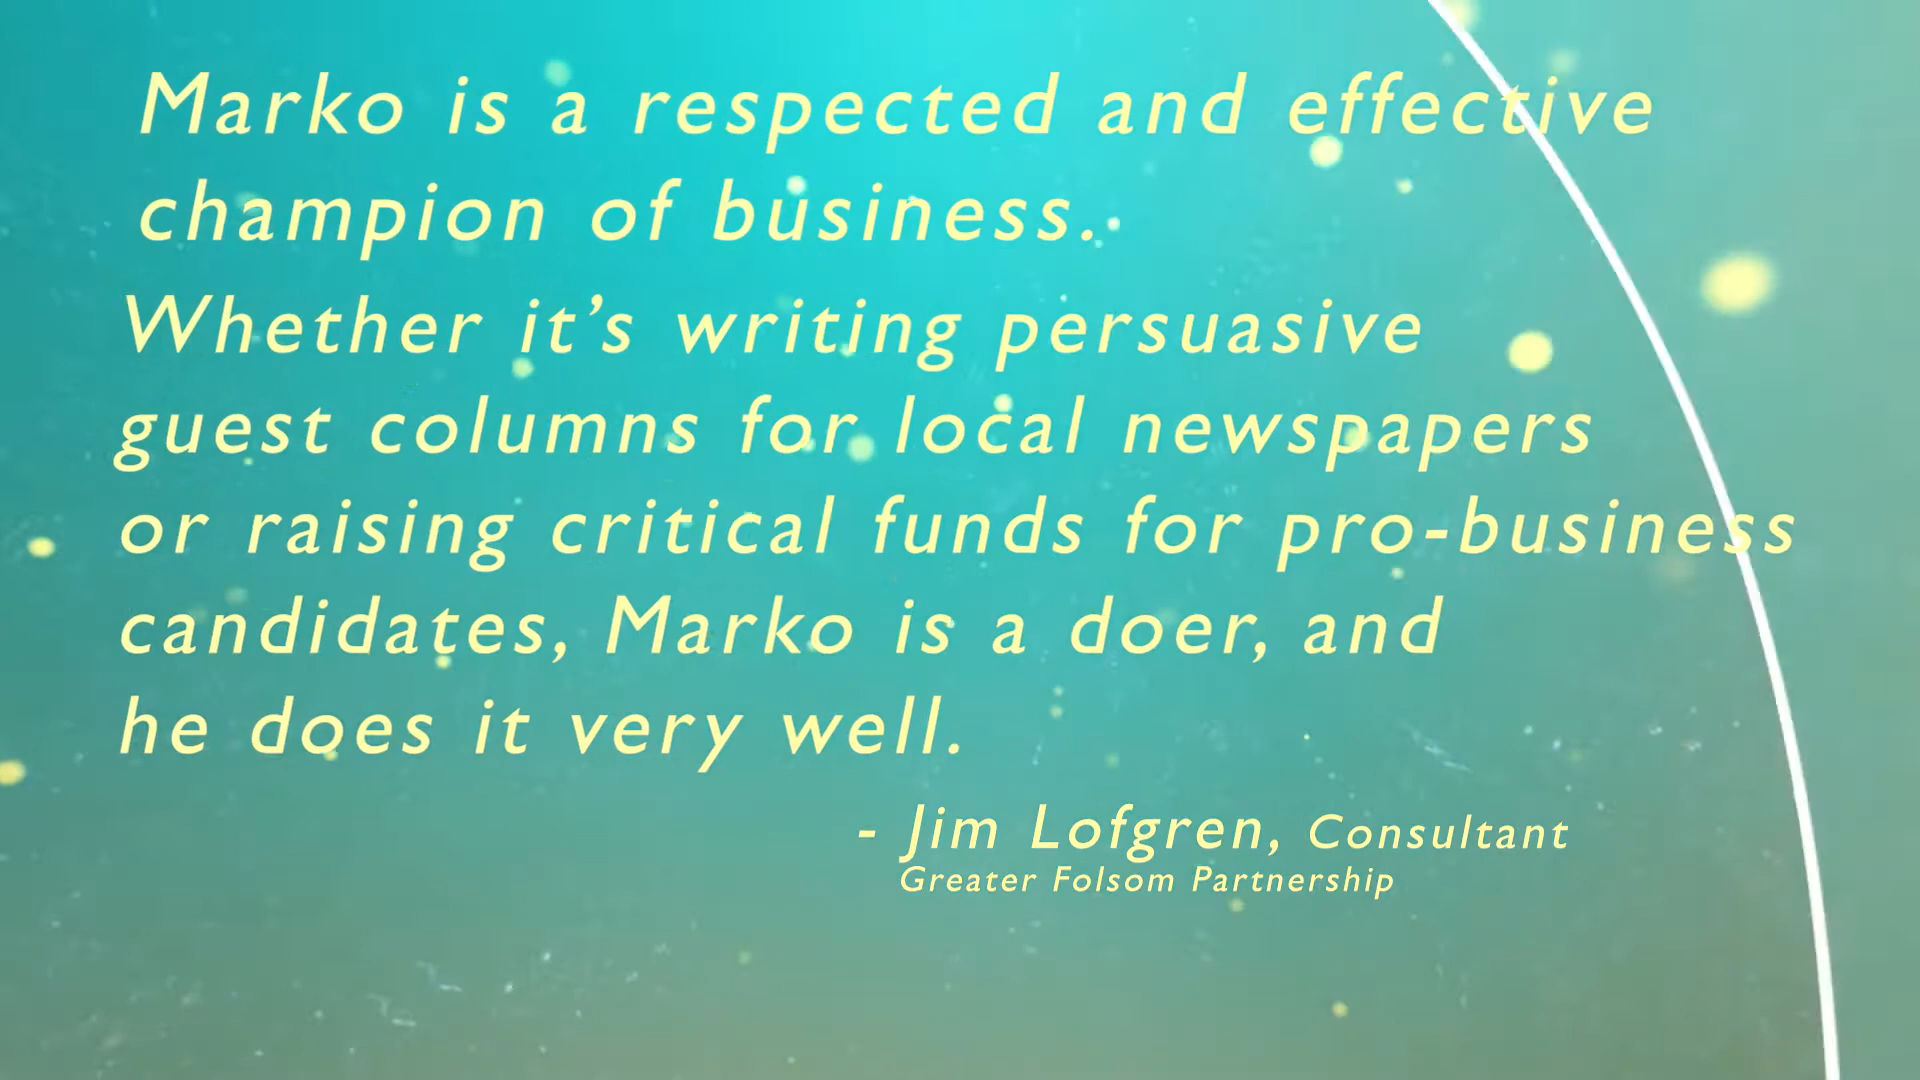 Marko is a respected and effective
champion of business.
Whether it’s writing persuasive
guest columns for local newspapers
or raising critical funds for pro-business
candidates, Marko is a doer, and
he does it very well.
- Jim Lofgren, Consultant
Greater Folsom Partnership